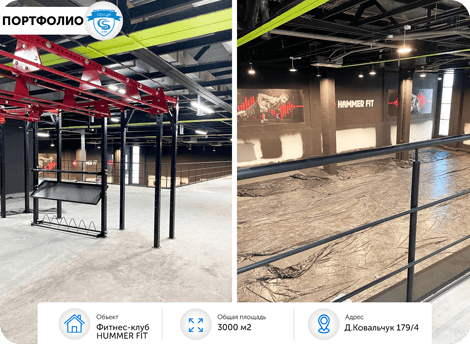 ПОРТФОЛИО
HAMMER FIT
Объект
Фитнес-клуб
HUMMER FIT
Общая площадь
3000 м2
Адрес
Д.Ковальчук 179/4